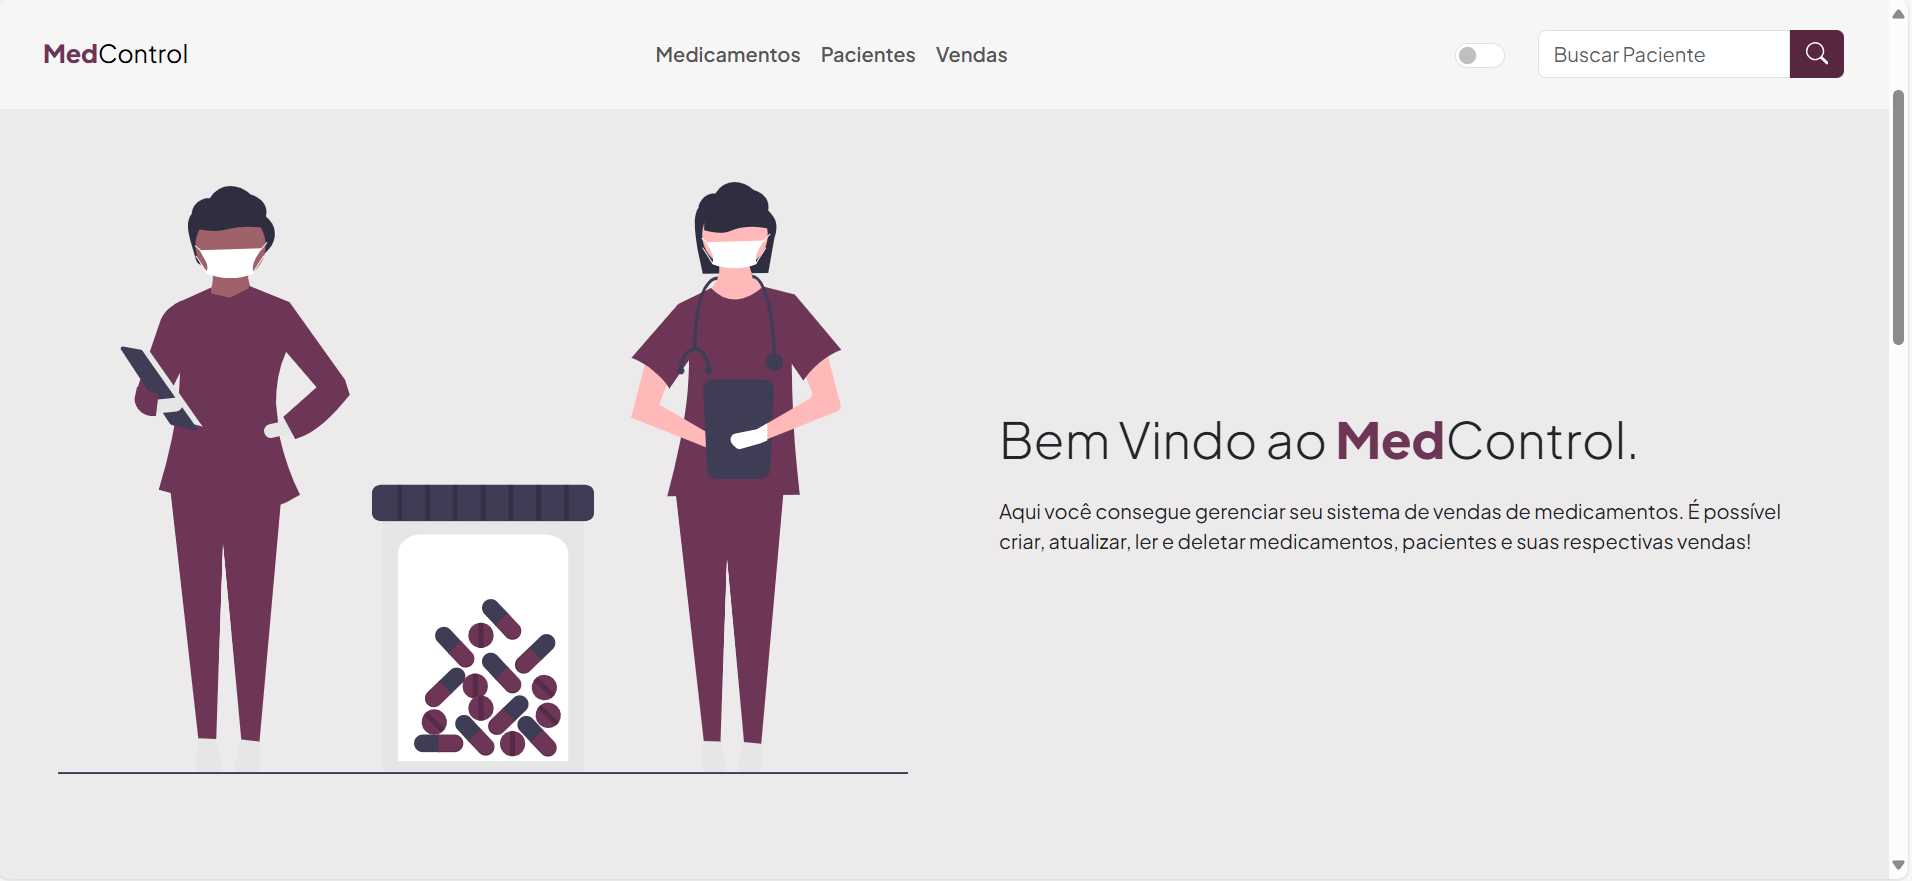 MedControl
Medicamentos Pacientes Vendas
Buscar Paciente
Bem Vindo ao MedControl.
Aqui você consegue gerenciar seu sistema de vendas de medicamentos. É possível
criar, atualizar, ler e deletar medicamentos, pacientes e suas respectivas vendas!